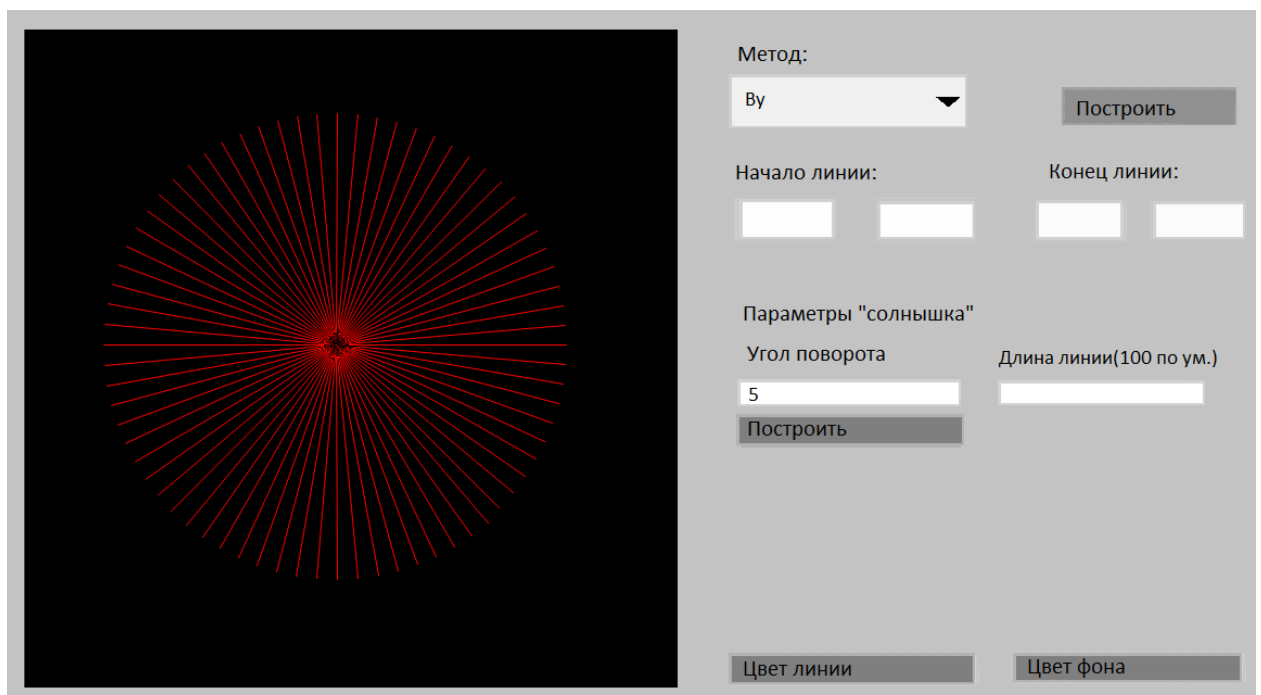 Метод:
Ву
Построить
Начало линии:
Конец линии:
Параметры "солнышка"
Угол поворота
Длина линии(100 по ум.)
5
Построить
Цвет линии
Цвет фона